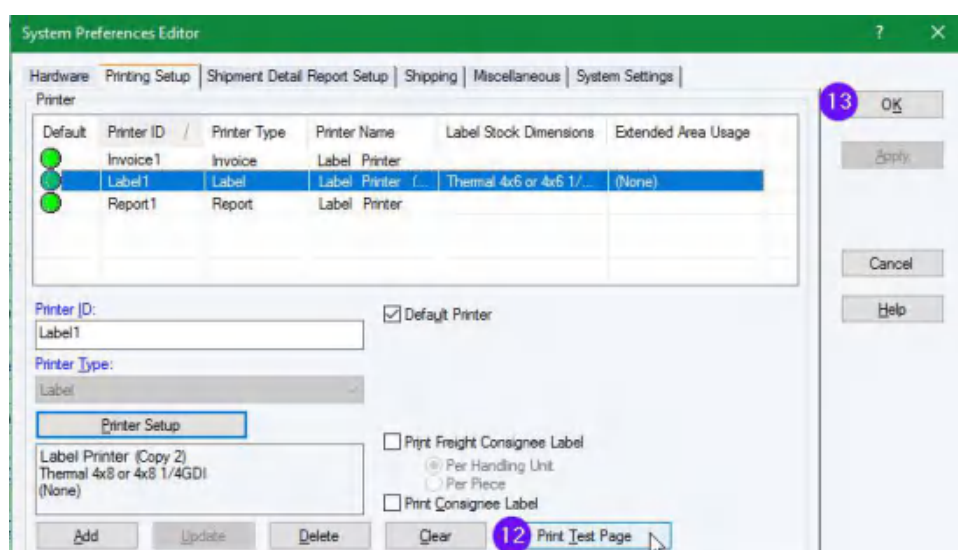 System Preferences Editor ? ×
Hardware Printing Setup Shipment Detail Report Setup Shipping Miscellaneous System Settings
Printer
13 OK
Default Printer ID / Printer Type Printer Name Label Stock Dimensions Extended Area Usage
Apply
Invoice1 Invoice Label Printer
Label1 Label Label Printer (... Thermal 4x6 or 4x6 1/... (None)
Report1 Report Label Printer
Cancel
Printer ID:
Default Printer
Help
Label1
Printer Type:
Label
Printer Setup
Print Freight Consignee Label
Label Printer (Copy 2)
Per Handling Unit
Thermal 4x8 or 4x8 1/4GDI
Per Piece
(None)
Print Consignee Label
Add Update Delete Clear 12 Print Test Page